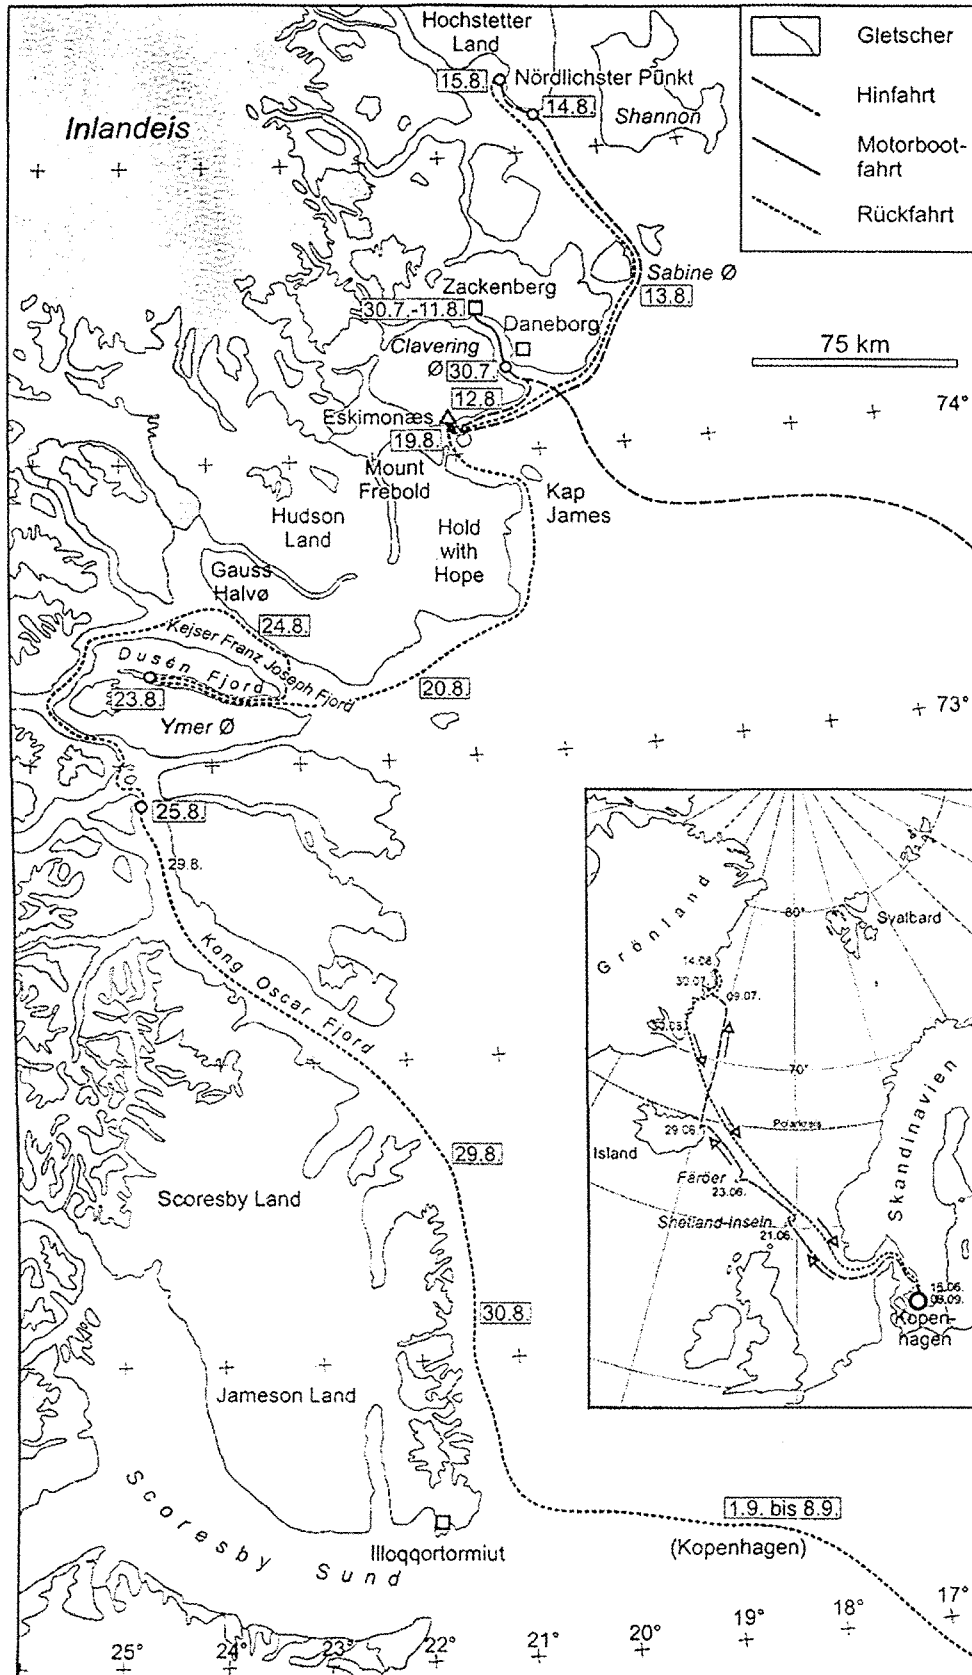 Hochstetter
Land
15.8.
Nördlichster Punkt
14.8.
Shannon
Inlandeis
Gletscher
Hinfahrt
Motorboot-
fahrt
Rückfahrt
Sabine Ø
13.8.
Zackenberg
30.7.-11.8.
Daneborg
Clavering
Ø
30.7.
75 km
12.8.
Eskimonæs
19.8.
74°
Mount
Frebold
Kap
James
Hudson
Land
Hold
with
Hope
Gauss
Halvø
24.8.
Kejser Franz Joseph Fjord
Dusén Fjord
20.8.
23.8.
Ymer Ø
73°
25.8.
29.8.
Kong Oscar Fjord
29.8.
Scoresby Land
30.8.
Jameson Land
Scoresby Sund
Illoqqortormiut
1.9. bis 8.9.
(Kopenhagen)
25°
24°
23°
22°
21°
20°
19°
18°
17°
Grönland
80°
Svalbard
14.08.
30.07.
09.07.
70°
Polarkreis
29.06.
Island
Färöer
23.06.
Shetland-Inseln
21.06.
Skandinavien
Kopen-
hagen